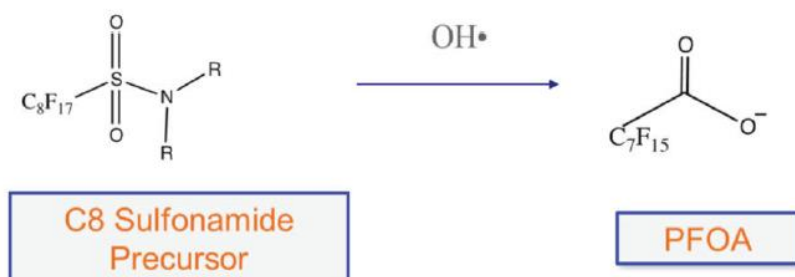 O
S
N
R
R
O
C₈F₁₇
OH•
O
O⁻
C₇F₁₅
C8 Sulfonamide
Precursor
PFOA